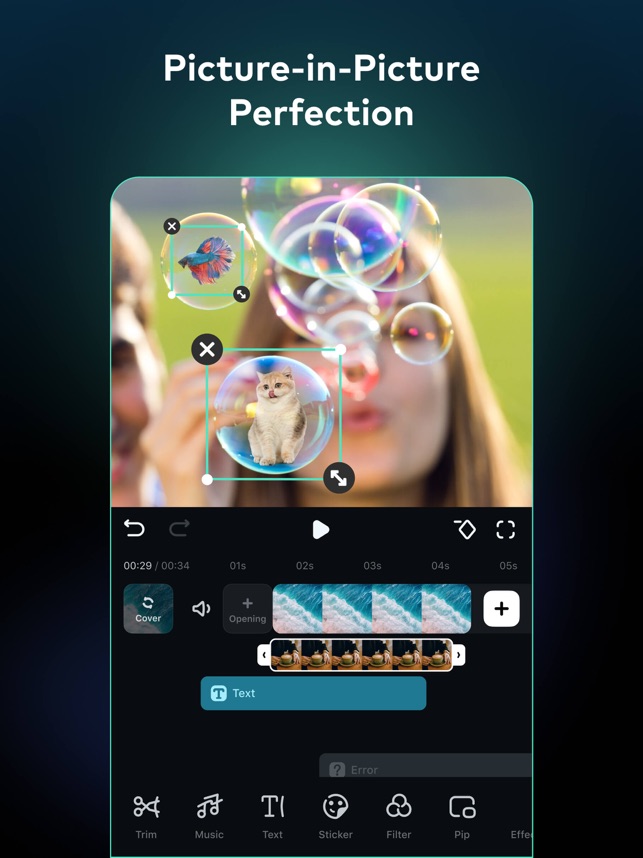 Picture-in-Picture
Perfection
00:29 / 00:34 01s 02s 03s 04s 05s
Cover
Opening
Text
Error
Trim Music Text Sticker Filter Pip Effe